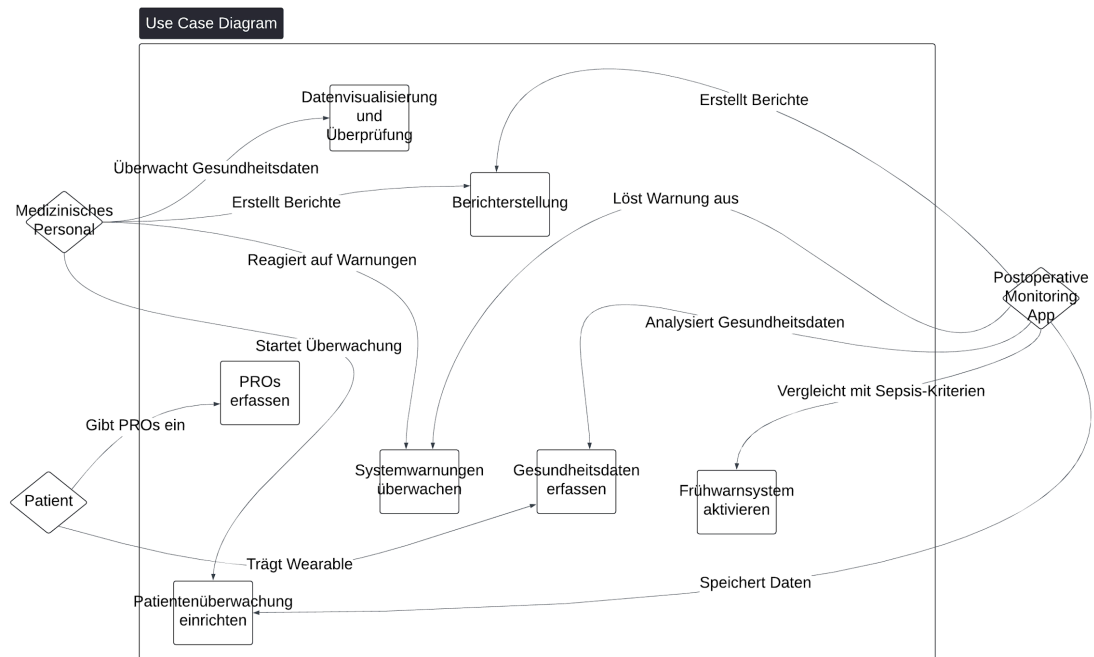 Use Case Diagram
Datenvisualisierung
und
Überprüfung
Erstellt Berichte
Überwacht Gesundheitsdaten
Erstellt Berichte
Berichterstellung
Löst Warnung aus
Medizinisches
Personal
Reagiert auf Warnungen
Postoperative
Monitoring
App
Analysiert Gesundheitsdaten
Startet Überwachung
PROs
erfassen
Vergleicht mit Sepsis-Kriterien
Gibt PROs ein
Systemwarnungen
überwachen
Gesundheitsdaten
erfassen
Frühwarnsystem
aktivieren
Patient
Trägt Wearable
Speichert Daten
Patientenüberwachung
einrichten